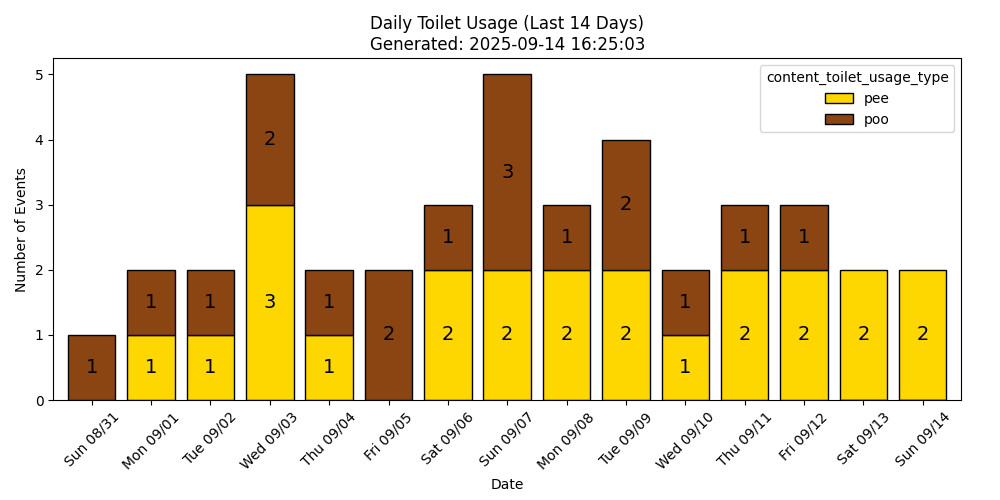 Daily Toilet Usage (Last 14 Days)
Generated: 2025-09-14 16:25:03
content_toilet_usage_type
pee
poo
Number of Events
5
4
3
2
1
0
2
3
2
1
1
1
1
1
1
1
2
1
1
3
1
2
2
2
2
2
1
2
2
2
2
1
1
Sun 08/31
Mon 09/01
Tue 09/02
Wed 09/03
Thu 09/04
Fri 09/05
Sat 09/06
Sun 09/07
Mon 09/08
Tue 09/09
Wed 09/10
Thu 09/11
Fri 09/12
Sat 09/13
Sun 09/14
Date